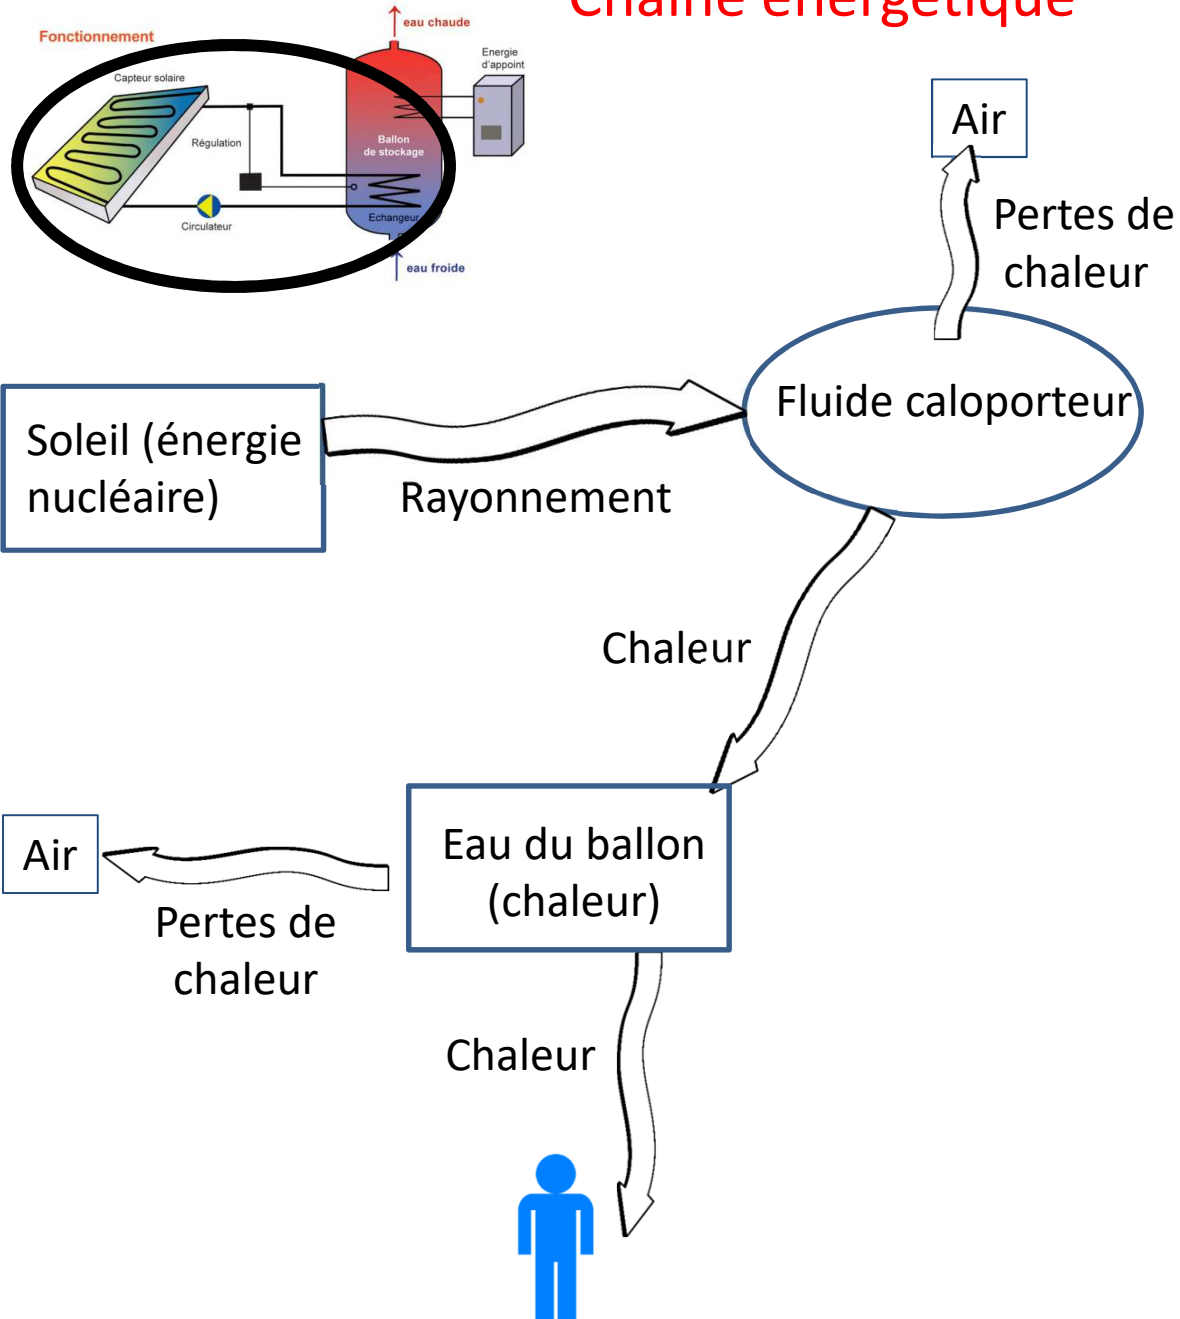 Chaîne énergétique
Fonctionnement
eau chaude
Energie
d'appoint
Capteur solaire
Régulation
Ballon
de stockage
Circulateur
Echangeur
eau froide
Air
Pertes de
chaleur
Fluide caloporteur
Soleil (énergie
nucléaire)
Rayonnement
Chaleur
Eau du ballon
(chaleur)
Air
Pertes de
chaleur
Chaleur